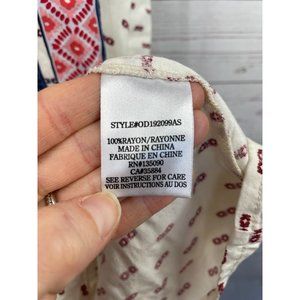 STYLE#OD192099AS
100%RAYON/RAYONNE
MADE IN CHINA
FABRIQUE EN CHINE
RN#135090
CA#35884
SEE REVERSE FOR CARE
VOIR INSTRUCTIONS AU DOS